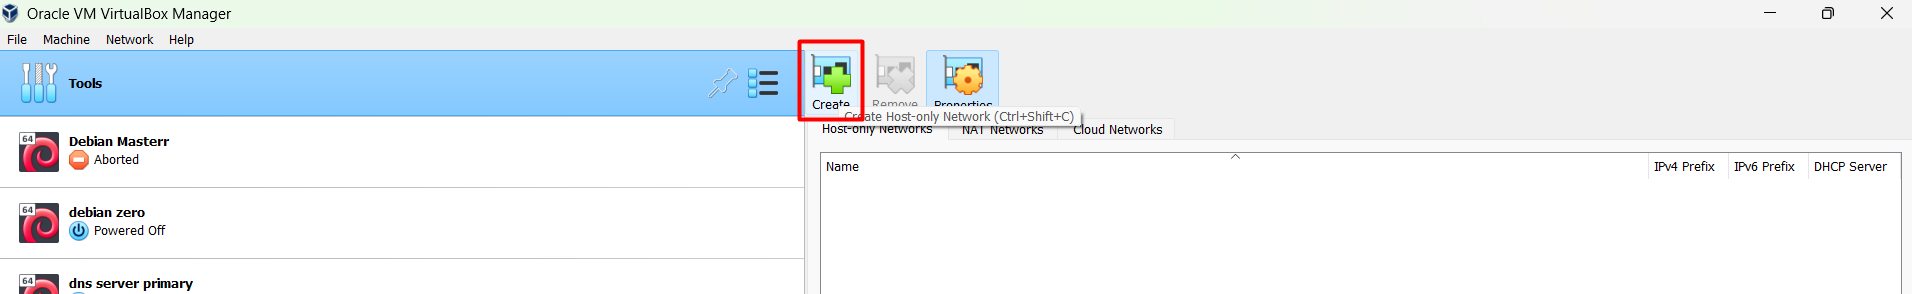 Oracle VM VirtualBox Manager
File Machine Network Help
Tools
Create Remove Properties
Create Host-only Network (Ctrl+Shift+C)
Host-only Networks NAT Networks Cloud Networks
Name IPv4 Prefix IPv6 Prefix DHCP Server
64
Debian Masterr
Aborted
64
debian zero
Powered Off
64
dns server primary